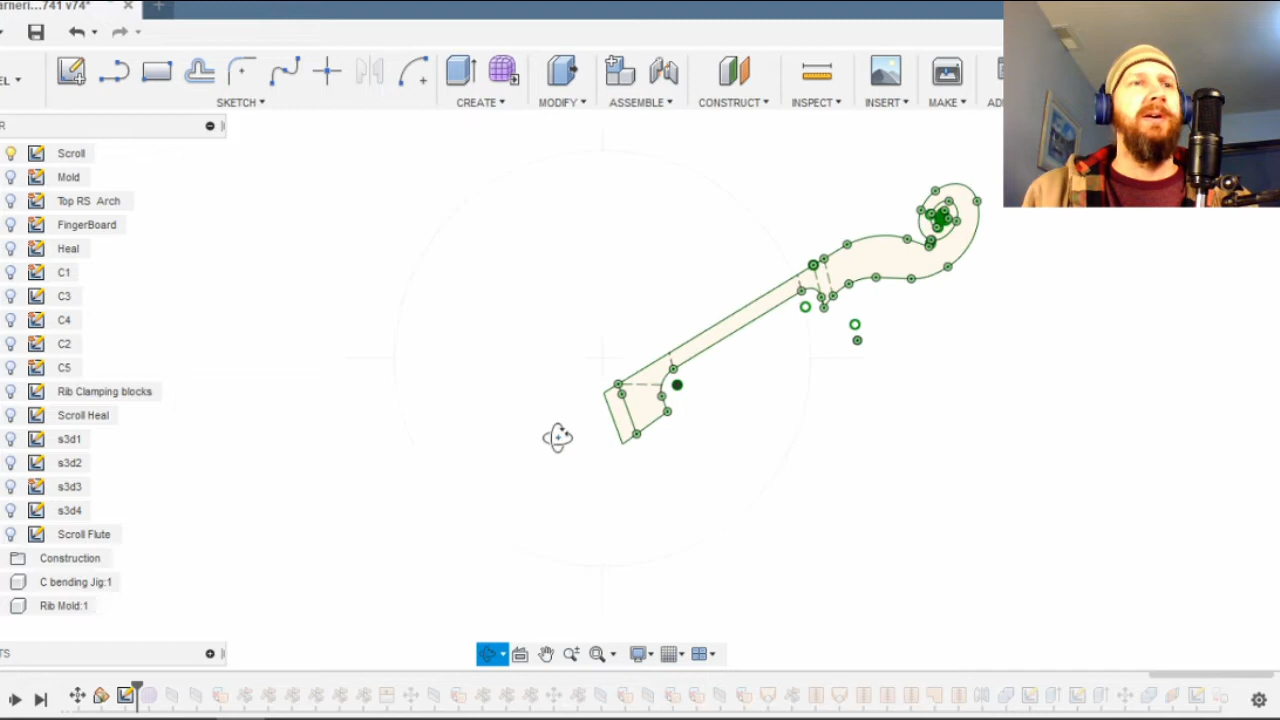 741 v74*
SKETCH
CREATE
MODIFY
ASSEMBLE
CONSTRUCT
INSPECT
INSERT
MAKE
Scroll
Mold
Top RS Arch
FingerBoard
Heal
C1
C3
C4
C2
C5
Rib Clamping blocks
Scroll Heal
s3d1
s3d2
s3d3
s3d4
Scroll Flute
Construction
C bending Jig:1
Rib Mold:1